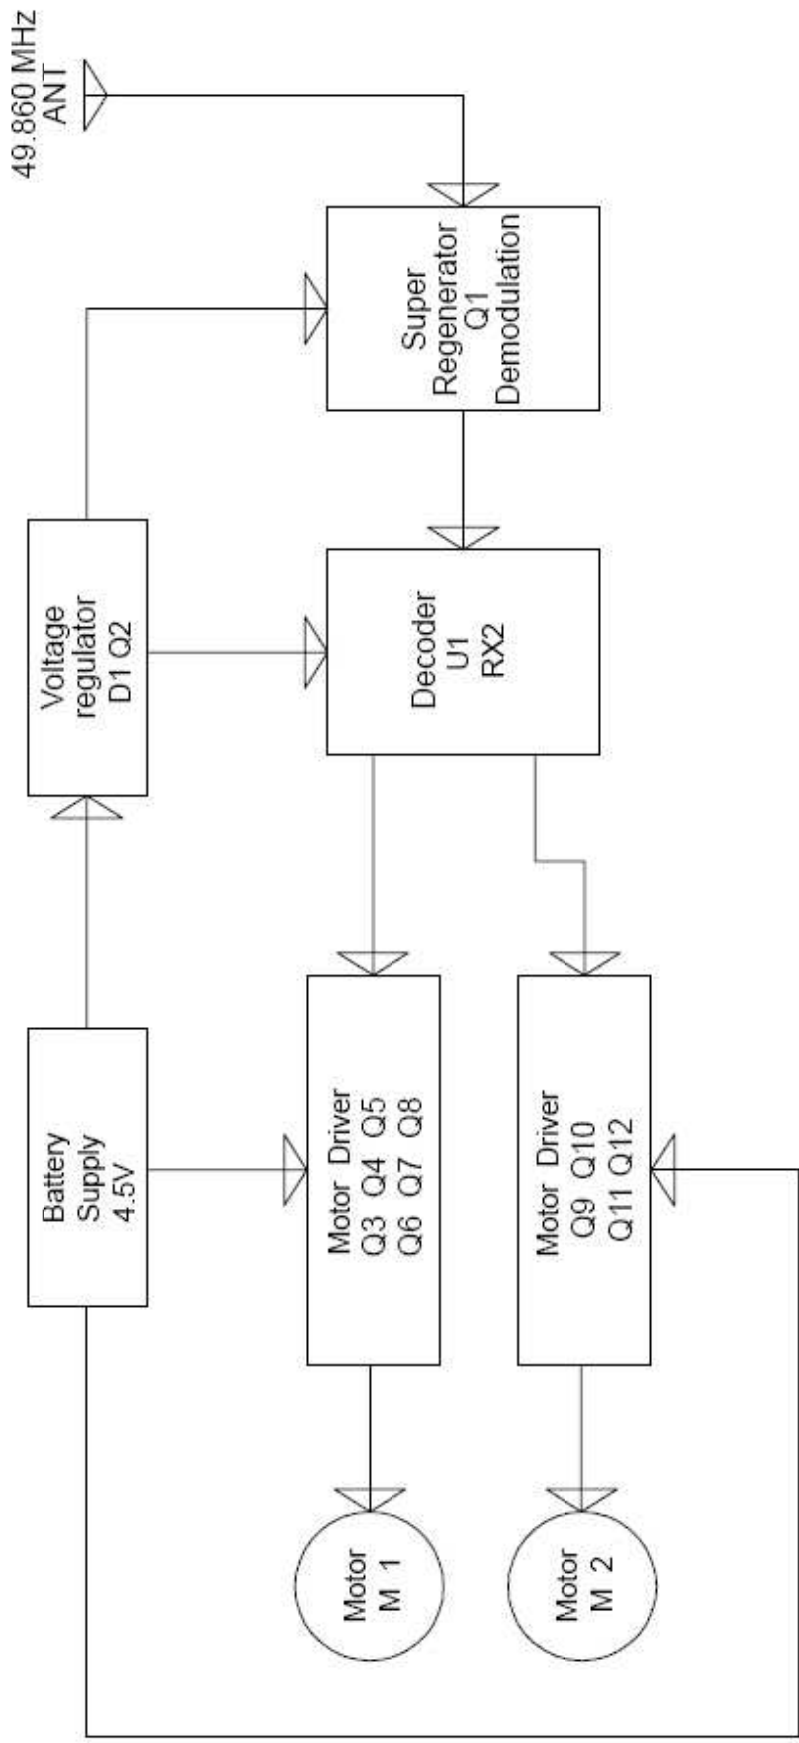 49.860 MHz
ANT
Super
Regenerator
Q1
Demodulation
Voltage
regulator
D1 Q2
Decoder
U1
RX2
Battery
Supply
4.5V
Motor Driver
Q3 Q4 Q5
Q6 Q7 Q8
Motor Driver
Q9 Q10
Q11 Q12
Motor
M 1
Motor
M 2